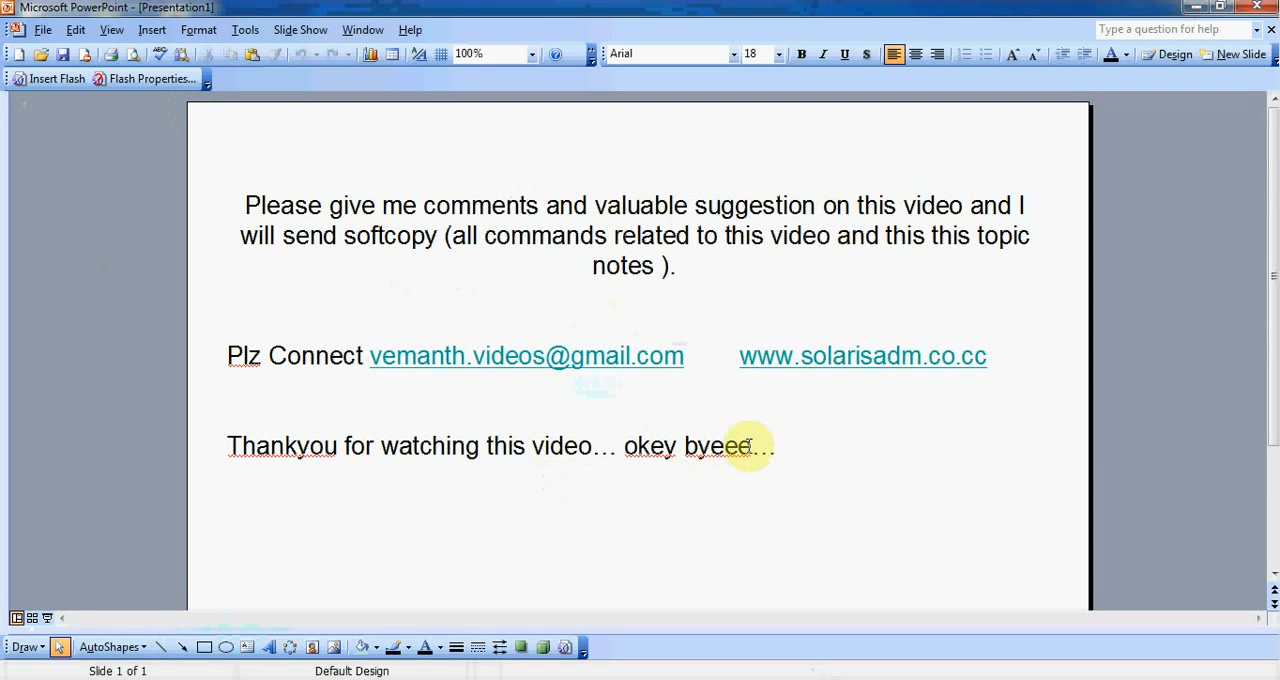 Microsoft PowerPoint - [Presentation1]
File Edit View Insert Format Tools Slide Show Window Help Type a question for help
100% Arial 18 B I U S A A A Design New Slide
Insert Flash Flash Properties...
Please give me comments and valuable suggestion on this video and I
will send softcopy (all commands related to this video and this this topic
notes ).
Plz Connect vemanth.videos@gmail.com www.solarisadm.co.cc
Thankyou for watching this video… okey byeee…
Draw AutoShapes A A
Slide 1 of 1 Default Design